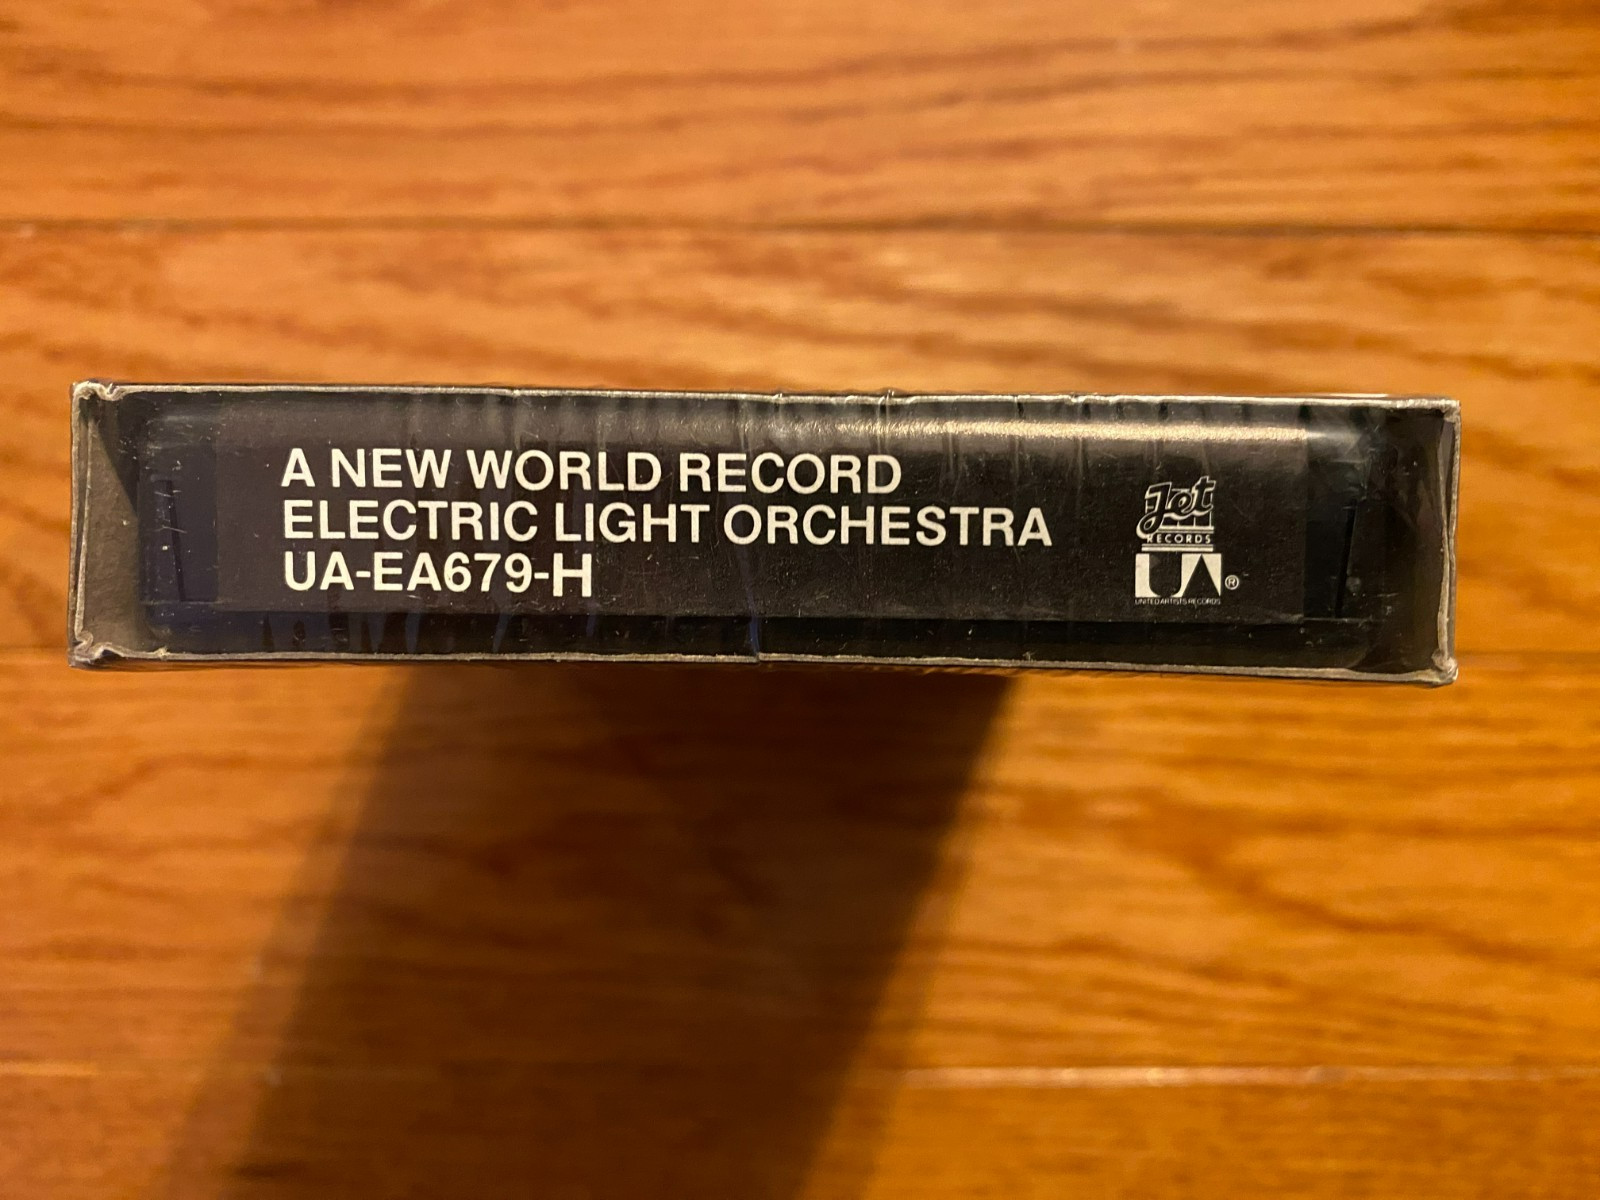 A NEW WORLD RECORD
ELECTRIC LIGHT ORCHESTRA
UA-EA679-H
Jet
RECORDS
UA®
UNITED ARTISTS RECORDS